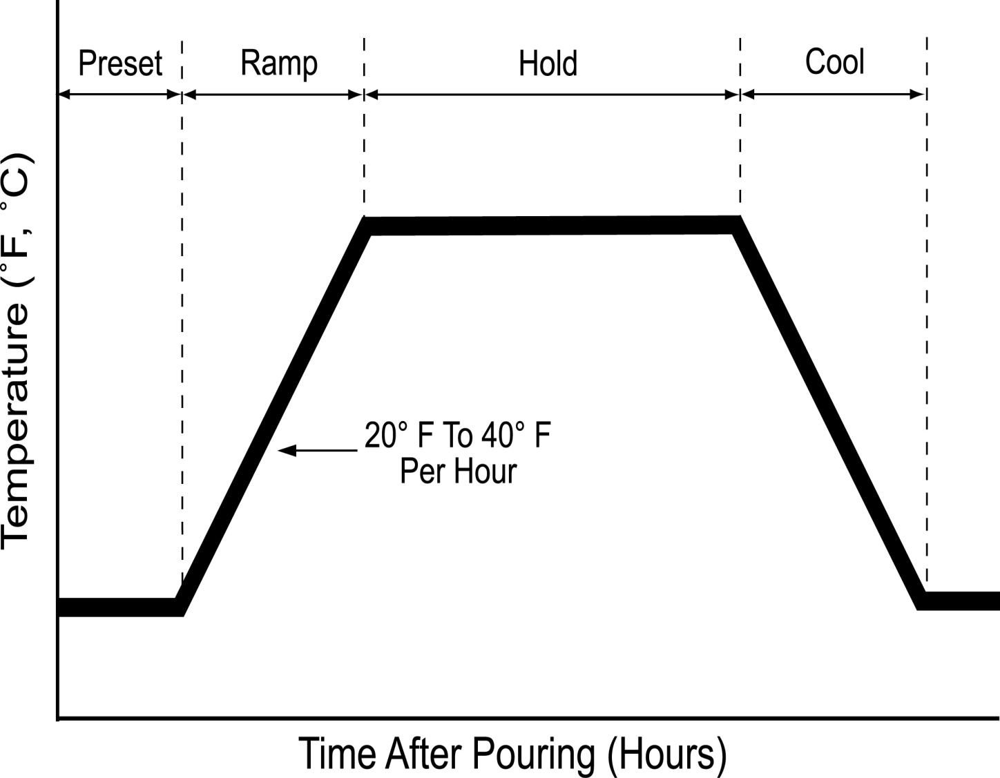 Preset
Ramp
Hold
Cool
Temperature (˚F, ˚C)
20° F To 40° F
Per Hour
Time After Pouring (Hours)